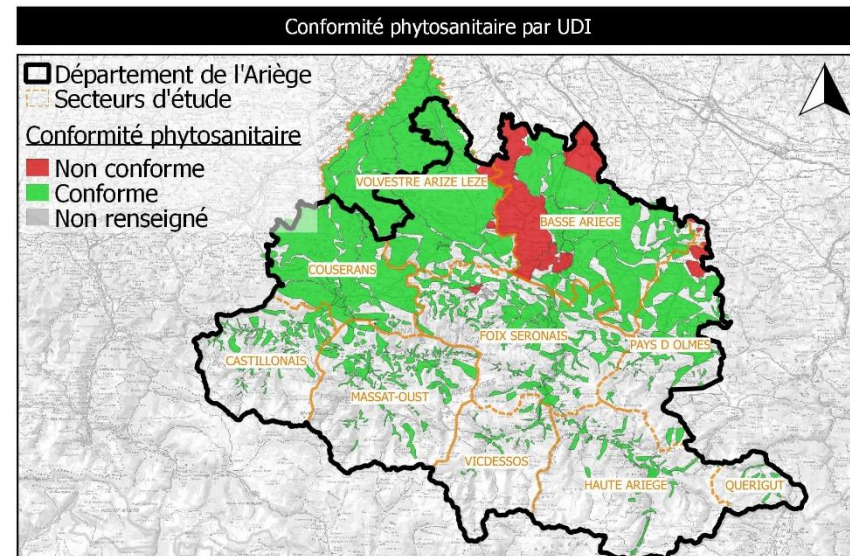 Conformité phytosanitaire par UDI
Département de l'Ariège
Secteurs d'étude
Conformité phytosanitaire
Non conforme
Conforme
Non renseigné
VOLVESTRE ARIZE LEZE
BASSE ARIEGE
COUSERANS
FOIX SERONAIS
PAYS D OLMES
CASTILLONAIS
MASSAT-OUST
VICDESSOS
HAUTE ARIEGE
QUERIGUT